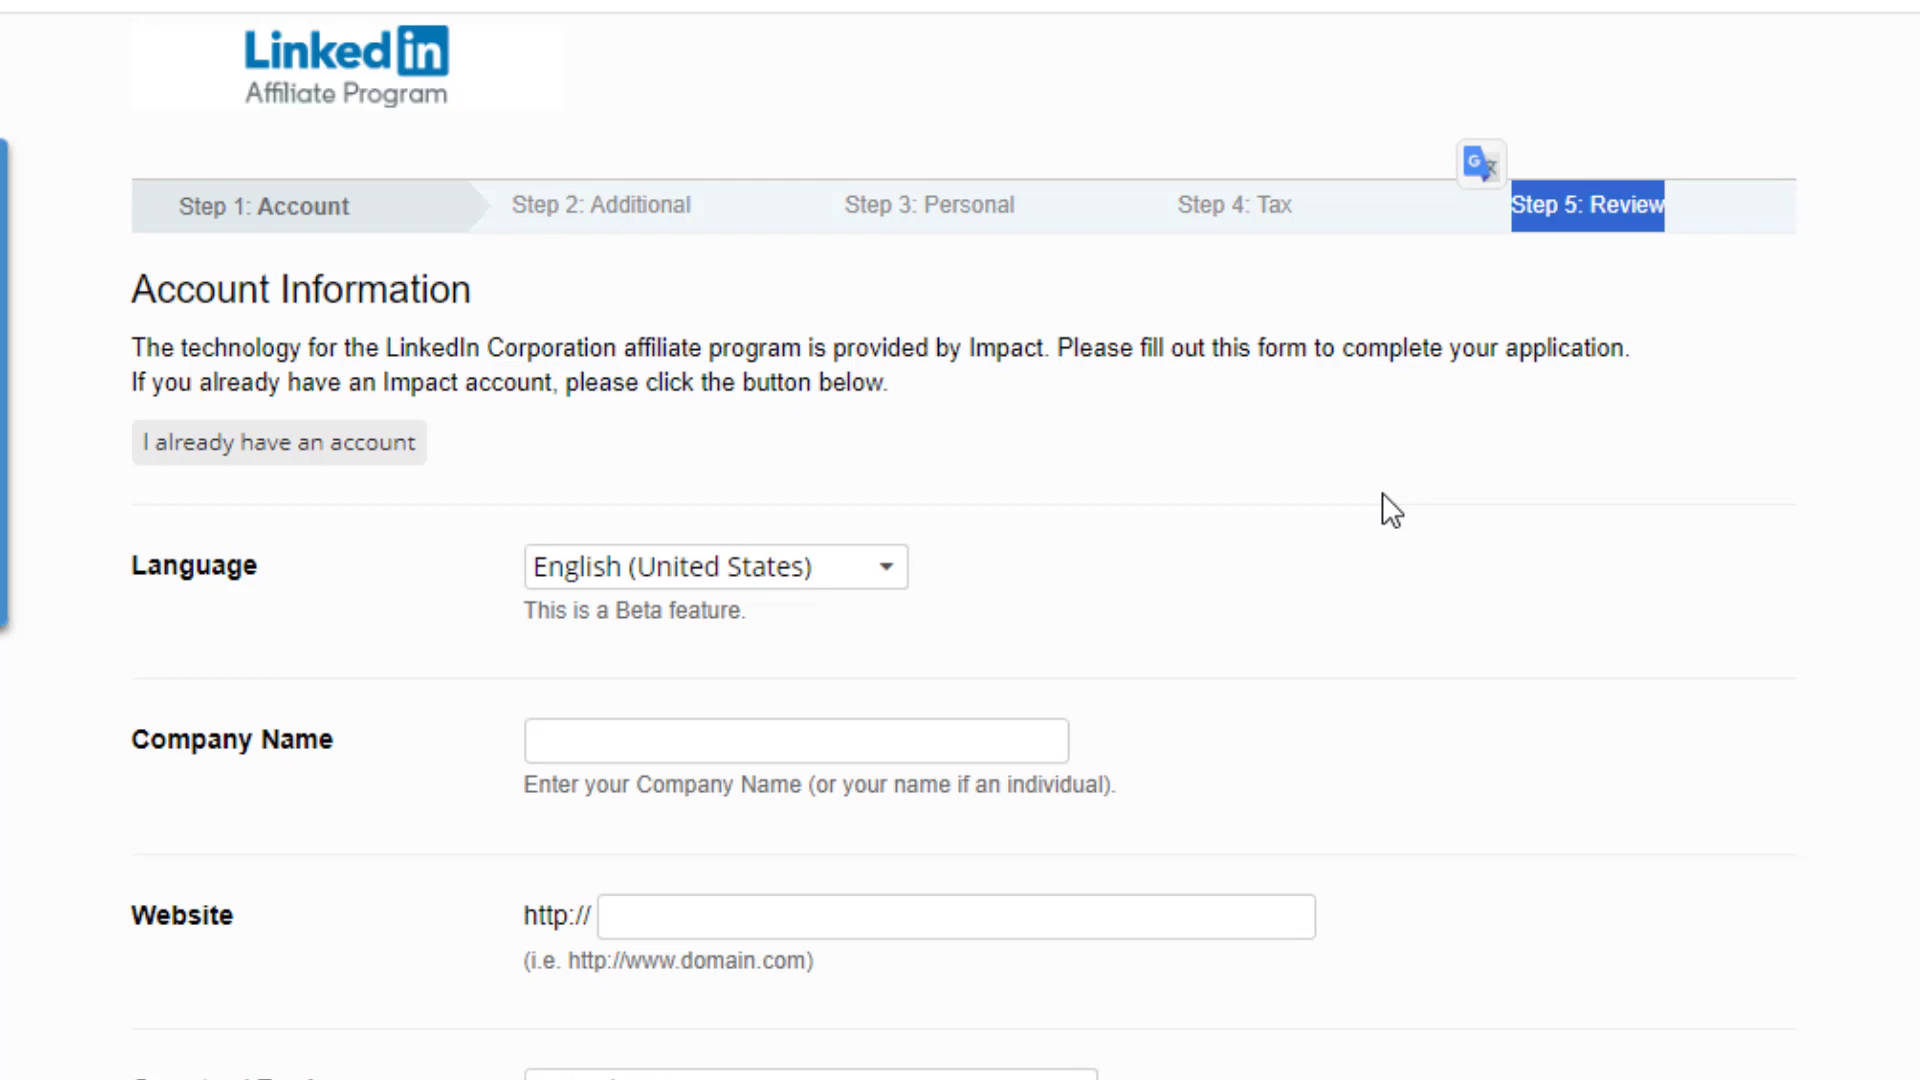 Linked in
Affiliate Program
Step 1: Account
Step 2: Additional
Step 3: Personal
Step 4: Tax
Step 5: Review
Account Information
The technology for the LinkedIn Corporation affiliate program is provided by Impact. Please fill out this form to complete your application.
If you already have an Impact account, please click the button below.
I already have an account
Language
English (United States)
This is a Beta feature.
Company Name
Enter your Company Name (or your name if an individual).
Website
http://
(i.e. http://www.domain.com)